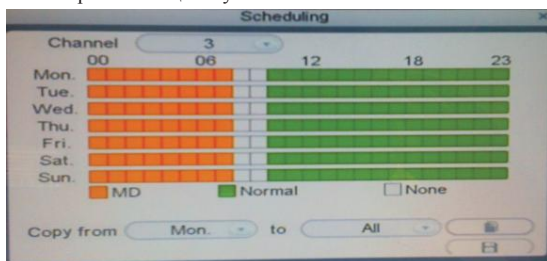 Scheduling
Channel 3
00 06 12 18 23
Mon.
Tue.
Wed.
Thu.
Fri.
Sat.
Sun.
MD Normal None
Copy from Mon. to All